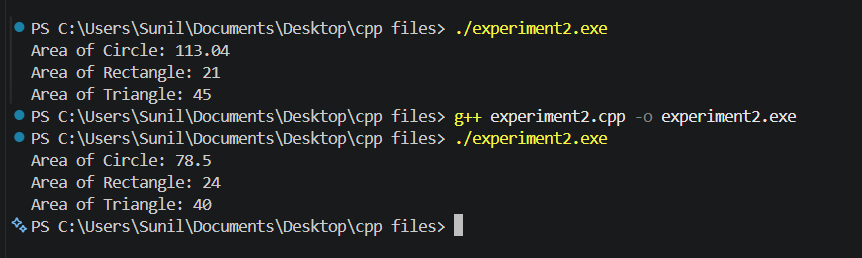 PS C:\Users\Sunil\Documents\Desktop\cpp files> ./experiment2.exe
Area of Circle: 113.04
Area of Rectangle: 21
Area of Triangle: 45
PS C:\Users\Sunil\Documents\Desktop\cpp files> g++ experiment2.cpp -o experiment2.exe
PS C:\Users\Sunil\Documents\Desktop\cpp files> ./experiment2.exe
Area of Circle: 78.5
Area of Rectangle: 24
Area of Triangle: 40
PS C:\Users\Sunil\Documents\Desktop\cpp files>